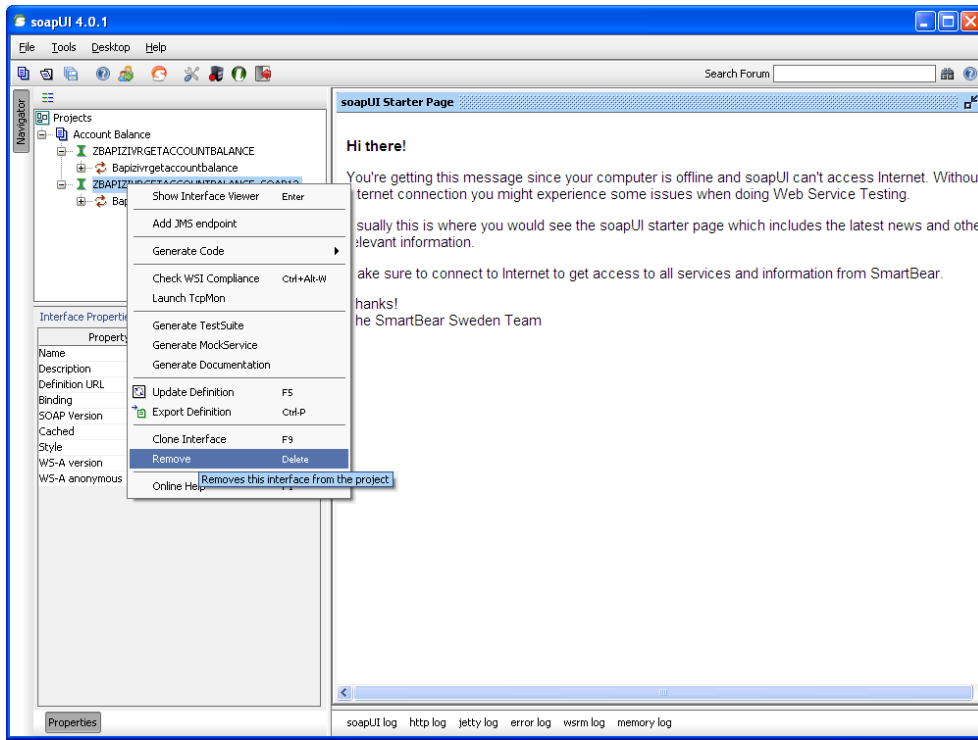 soapUI 4.0.1
File Tools Desktop Help
Search Forum
Navigator
Projects
Account Balance
ZBAPIZIVRGETACCOUNTBALANCE
Bapizivrgetaccountbalance
ZBAPIZIVRGETACCOUNTBALANCE_SOAP12
Bap
Show Interface Viewer Enter
Add JMS endpoint
Generate Code
Check WSI Compliance Ctrl+Alt-W
Launch TcpMon
Generate TestSuite
Generate MockService
Generate Documentation
Update Definition F5
Export Definition Ctrl-P
Clone Interface F9
Remove Delete
Removes this interface from the project
Online Help F1
Interface Propertie
Property
Name
Description
Definition URL
Binding
SOAP Version
Cached
Style
WS-A version
WS-A anonymous
Properties
soapUI Starter Page
Hi there!
You're getting this message since your computer is offline and soapUI can't access Internet. Withou
ternet connection you might experience some issues when doing Web Service Testing.
sually this is where you would see the soapUI starter page which includes the latest news and othe
elevant information.
ake sure to connect to Internet to get access to all services and information from SmartBear.
hanks!
he SmartBear Sweden Team
soapUI log http log jetty log error log wsrm log memory log